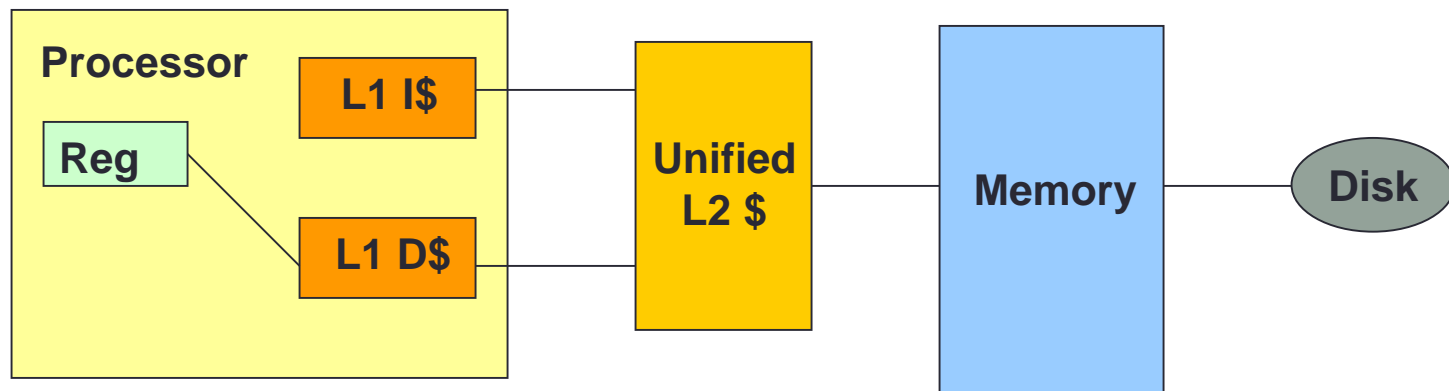 Processor
L1 I$
Reg
L1 D$
Unified
L2 $
Memory
Disk